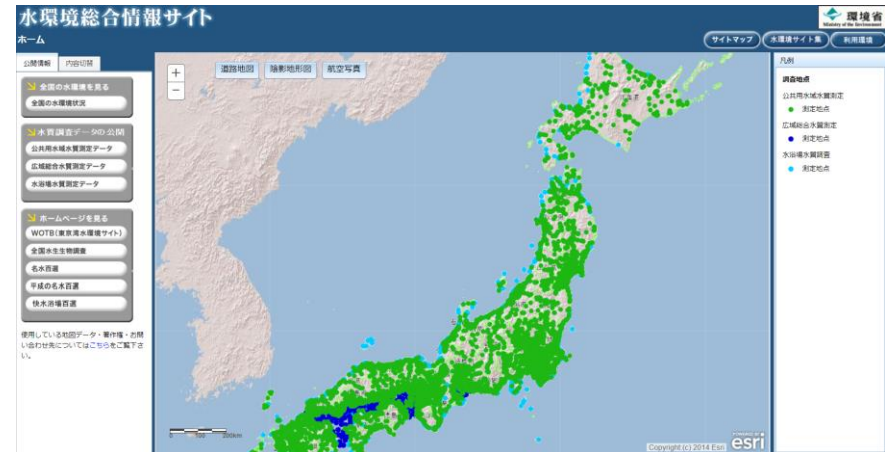 水環境総合情報サイト
ホーム
環境省
Ministry of the Environment
サイトマップ
水環境サイト集
利用環境
公開情報
内容切替
全国の水環境を見る
全国の水環境状況
水質調査データの公開
公共用水域水質測定データ
広域総合水質測定データ
水浴場水質測定データ
ホームページを見る
WOTB(東京湾水環境サイト)
全国水生生物調査
名水百選
平成の名水百選
快水浴場百選
使用している地図データ・著作権・お問
い合わせ先についてはこちらをご覧下さ
い。
+
-
道路地図
陰影地形図
航空写真
0 100 200km
Copyright:(c) 2014 Esri
POWERED BY
esri
凡例
調査地点
公共用水域水質測定
測定地点
広域総合水質測定
測定地点
水浴場水質調査
測定地点